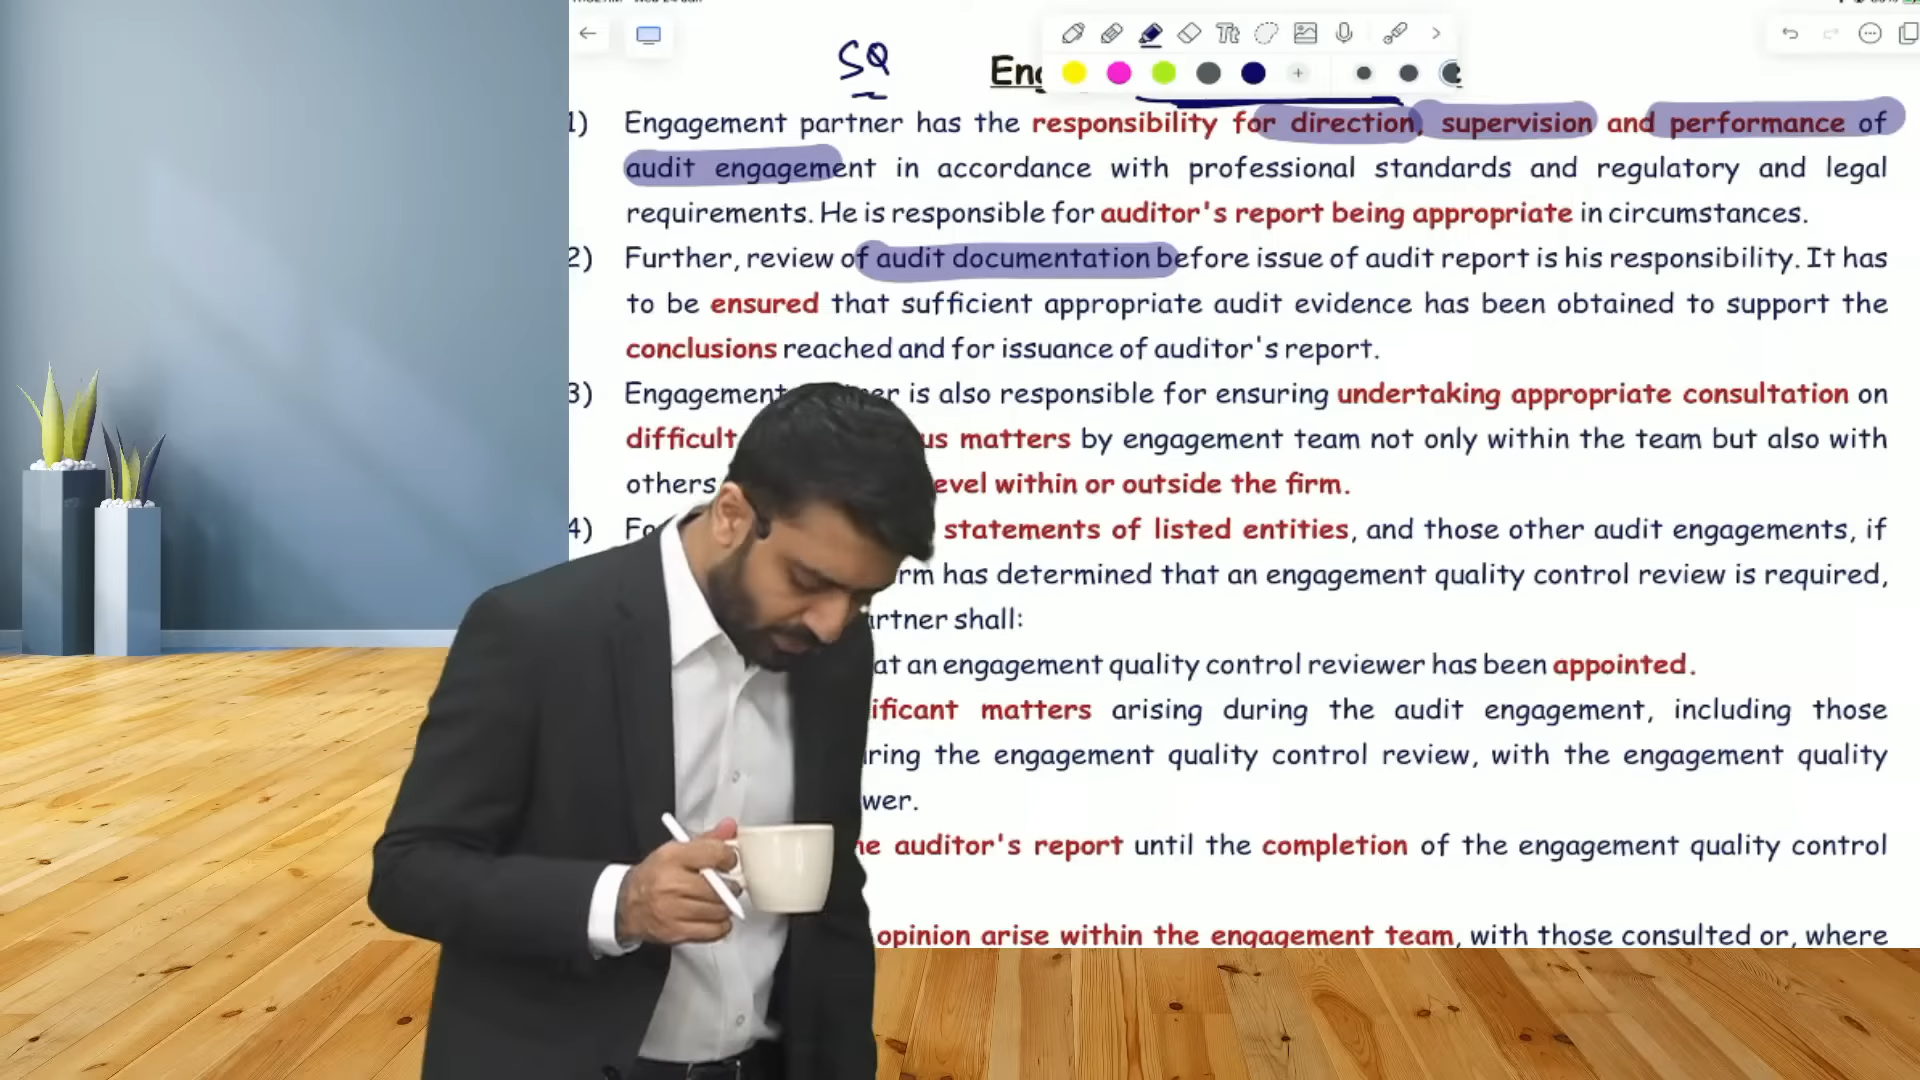 SQ
Eng
1) Engagement partner has the responsibility for direction, supervision and performance of
audit engagement in accordance with professional standards and regulatory and legal
requirements. He is responsible for auditor's report being appropriate in circumstances.
2) Further, review of audit documentation before issue of audit report is his responsibility. It has
to be ensured that sufficient appropriate audit evidence has been obtained to support the
conclusions reached and for issuance of auditor's report.
3) Engagement is also responsible for ensuring undertaking appropriate consultation on
difficult us matters by engagement team not only within the team but also with
others evel within or outside the firm.
4) Fo statements of listed entities, and those other audit engagements, if
rm has determined that an engagement quality control review is required,
artner shall:
at an engagement quality control reviewer has been appointed.
ificant matters arising during the audit engagement, including those
ring the engagement quality control review, with the engagement quality
wer.
he auditor's report until the completion of the engagement quality control
opinion arise within the engagement team, with those consulted or, where